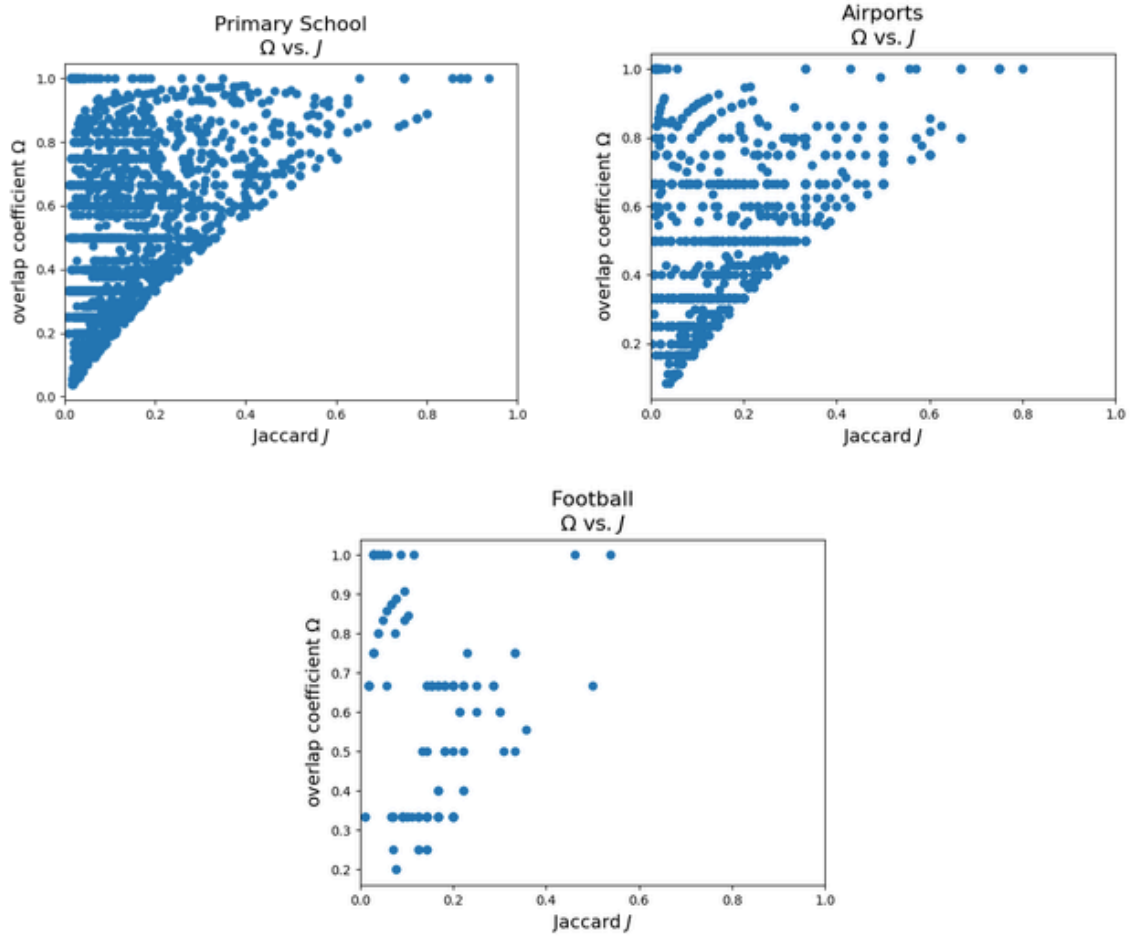 Primary School
Ω vs. J
overlap coefficient Ω
1.0
0.8
0.6
0.4
0.2
0.0
0.0 0.2 0.4 0.6 0.8 1.0
Jaccard J
Airports
Ω vs. J
overlap coefficient Ω
1.0
0.8
0.6
0.4
0.2
0.0 0.2 0.4 0.6 0.8 1.0
Jaccard J
Football
Ω vs. J
overlap coefficient Ω
1.0
0.9
0.8
0.7
0.6
0.5
0.4
0.3
0.2
0.0 0.2 0.4 0.6 0.8 1.0
Jaccard J